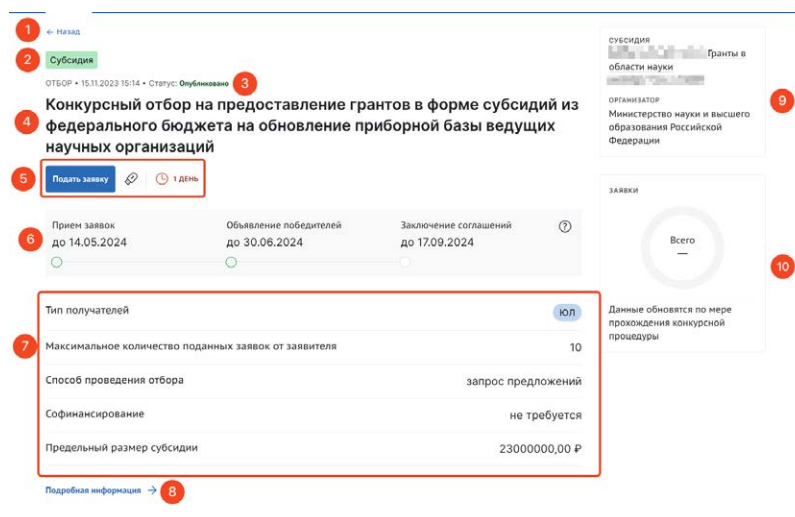 1
← Назад
2
Субсидия
ОТБОР • 15.11.2023 15:14 • Статус: Опубликовано
3
4
Конкурсный отбор на предоставление грантов в форме субсидий из
федерального бюджета на обновление приборной базы ведущих
научных организаций
5
Подать заявку
1 ДЕНЬ
6
Прием заявок
до 14.05.2024
Объявление победителей
до 30.06.2024
Заключение соглашений
до 17.09.2024
?
7
Тип получателей ЮЛ
Максимальное количество поданных заявок от заявителя 10
Способ проведения отбора запрос предложений
Софинансирование не требуется
Предельный размер субсидии 23000000,00 ₽
Подробная информация →
8
СУБСИДИЯ
Гранты в
области науки
ОРГАНИЗАТОР
Министерство науки и высшего
образования Российской
Федерации
9
ЗАЯВКИ
Всего
—
10
Данные обновятся по мере
прохождения конкурсной
процедуры